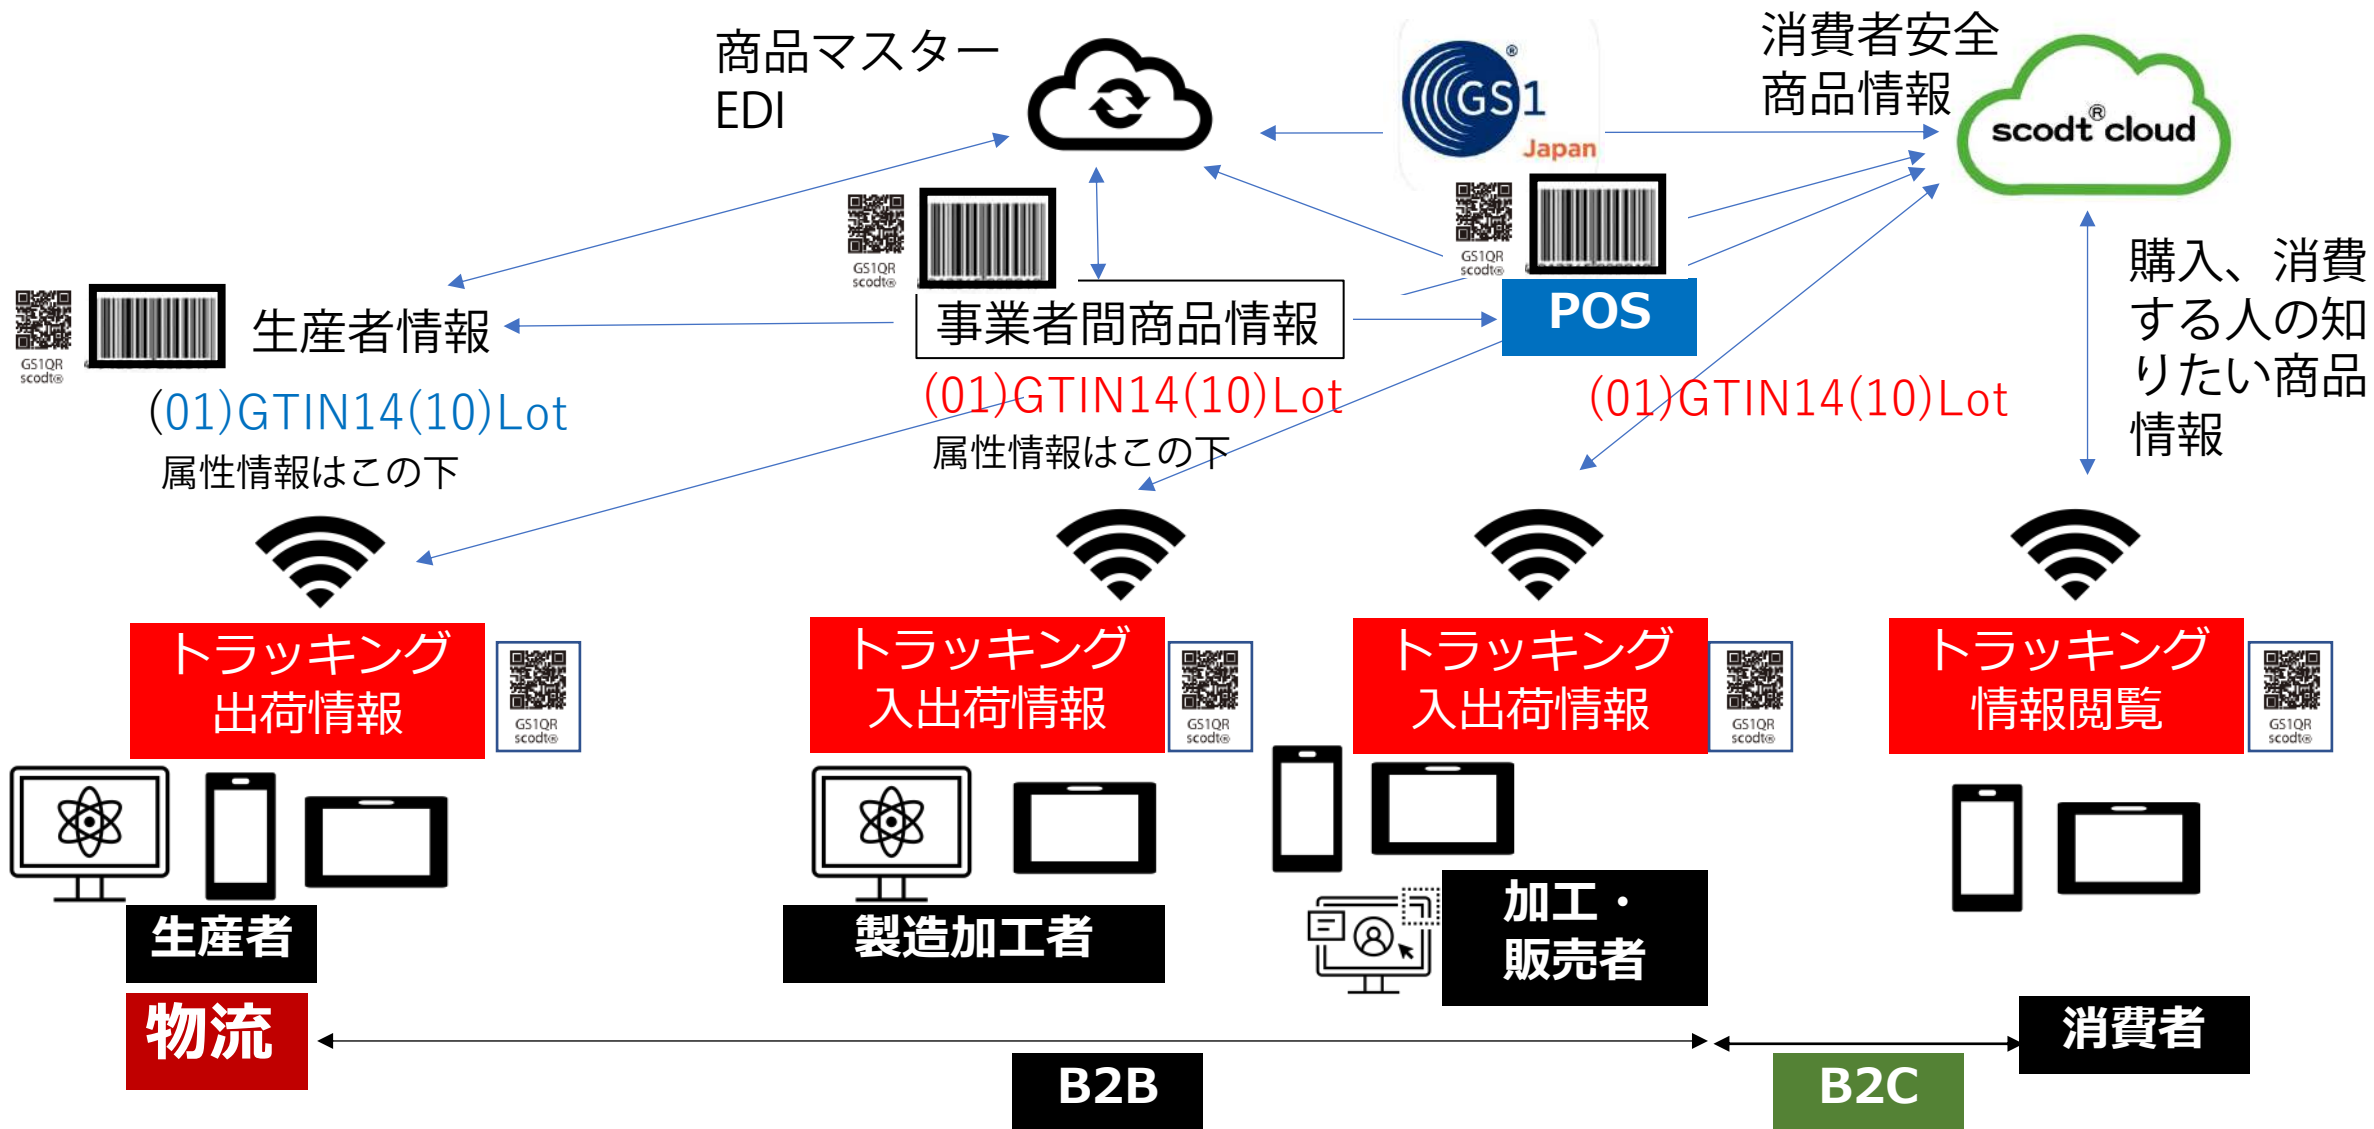 商品マスター
EDI
GS1
®
Japan
消費者安全
商品情報
scodt® cloud
GS1QR
scodt®
GS1QR
scodt®
購入、消費
する人の知
りたい商品
情報
GS1QR
scodt®
生産者情報
事業者間商品情報
POS
(01)GTIN14(10)Lot
属性情報はこの下
(01)GTIN14(10)Lot
属性情報はこの下
(01)GTIN14(10)Lot
トラッキング
出荷情報
GS1QR
scodt®
トラッキング
入出荷情報
GS1QR
scodt®
トラッキング
入出荷情報
GS1QR
scodt®
トラッキング
情報閲覧
GS1QR
scodt®
生産者
製造加工者
加工・
販売者
物流
消費者
B2B
B2C